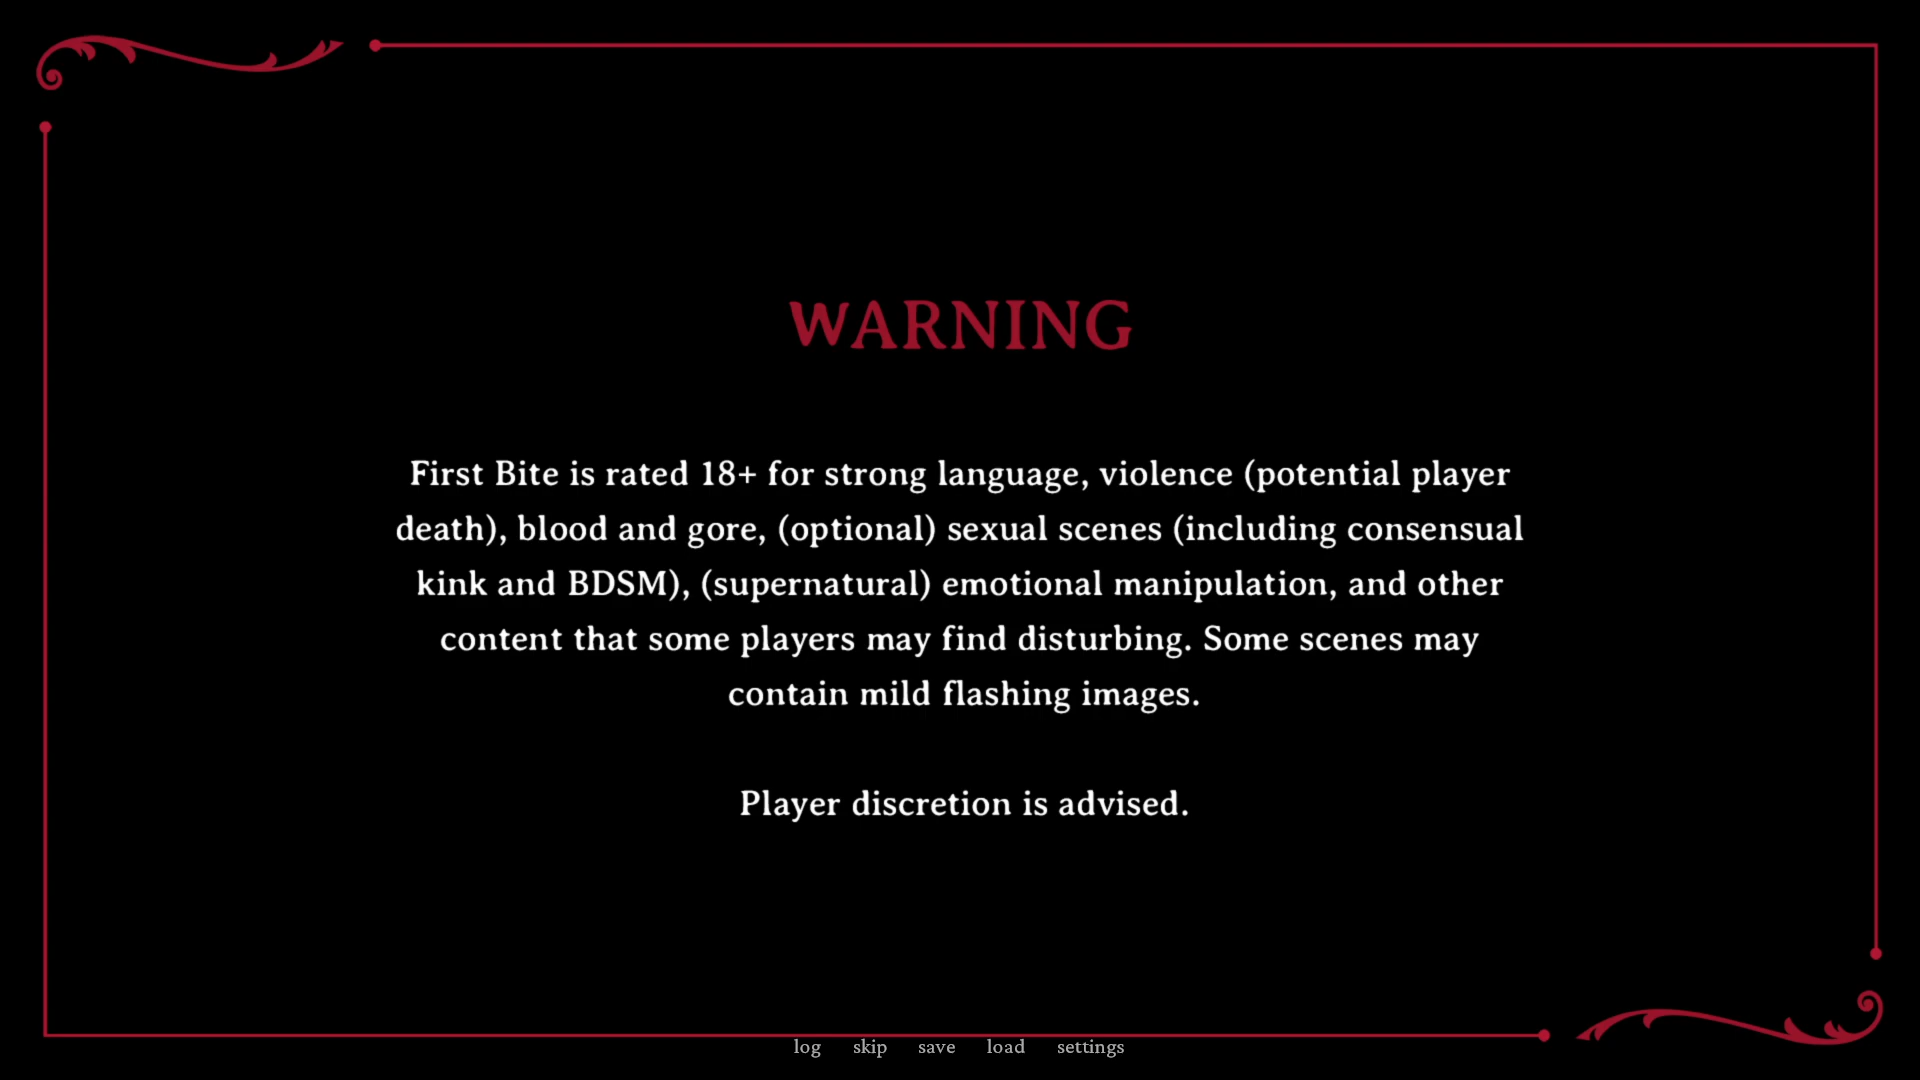 WARNING
First Bite is rated 18+ for strong language, violence (potential player
death), blood and gore, (optional) sexual scenes (including consensual
kink and BDSM), (supernatural) emotional manipulation, and other
content that some players may find disturbing. Some scenes may
contain mild flashing images.
Player discretion is advised.
log skip save load settings